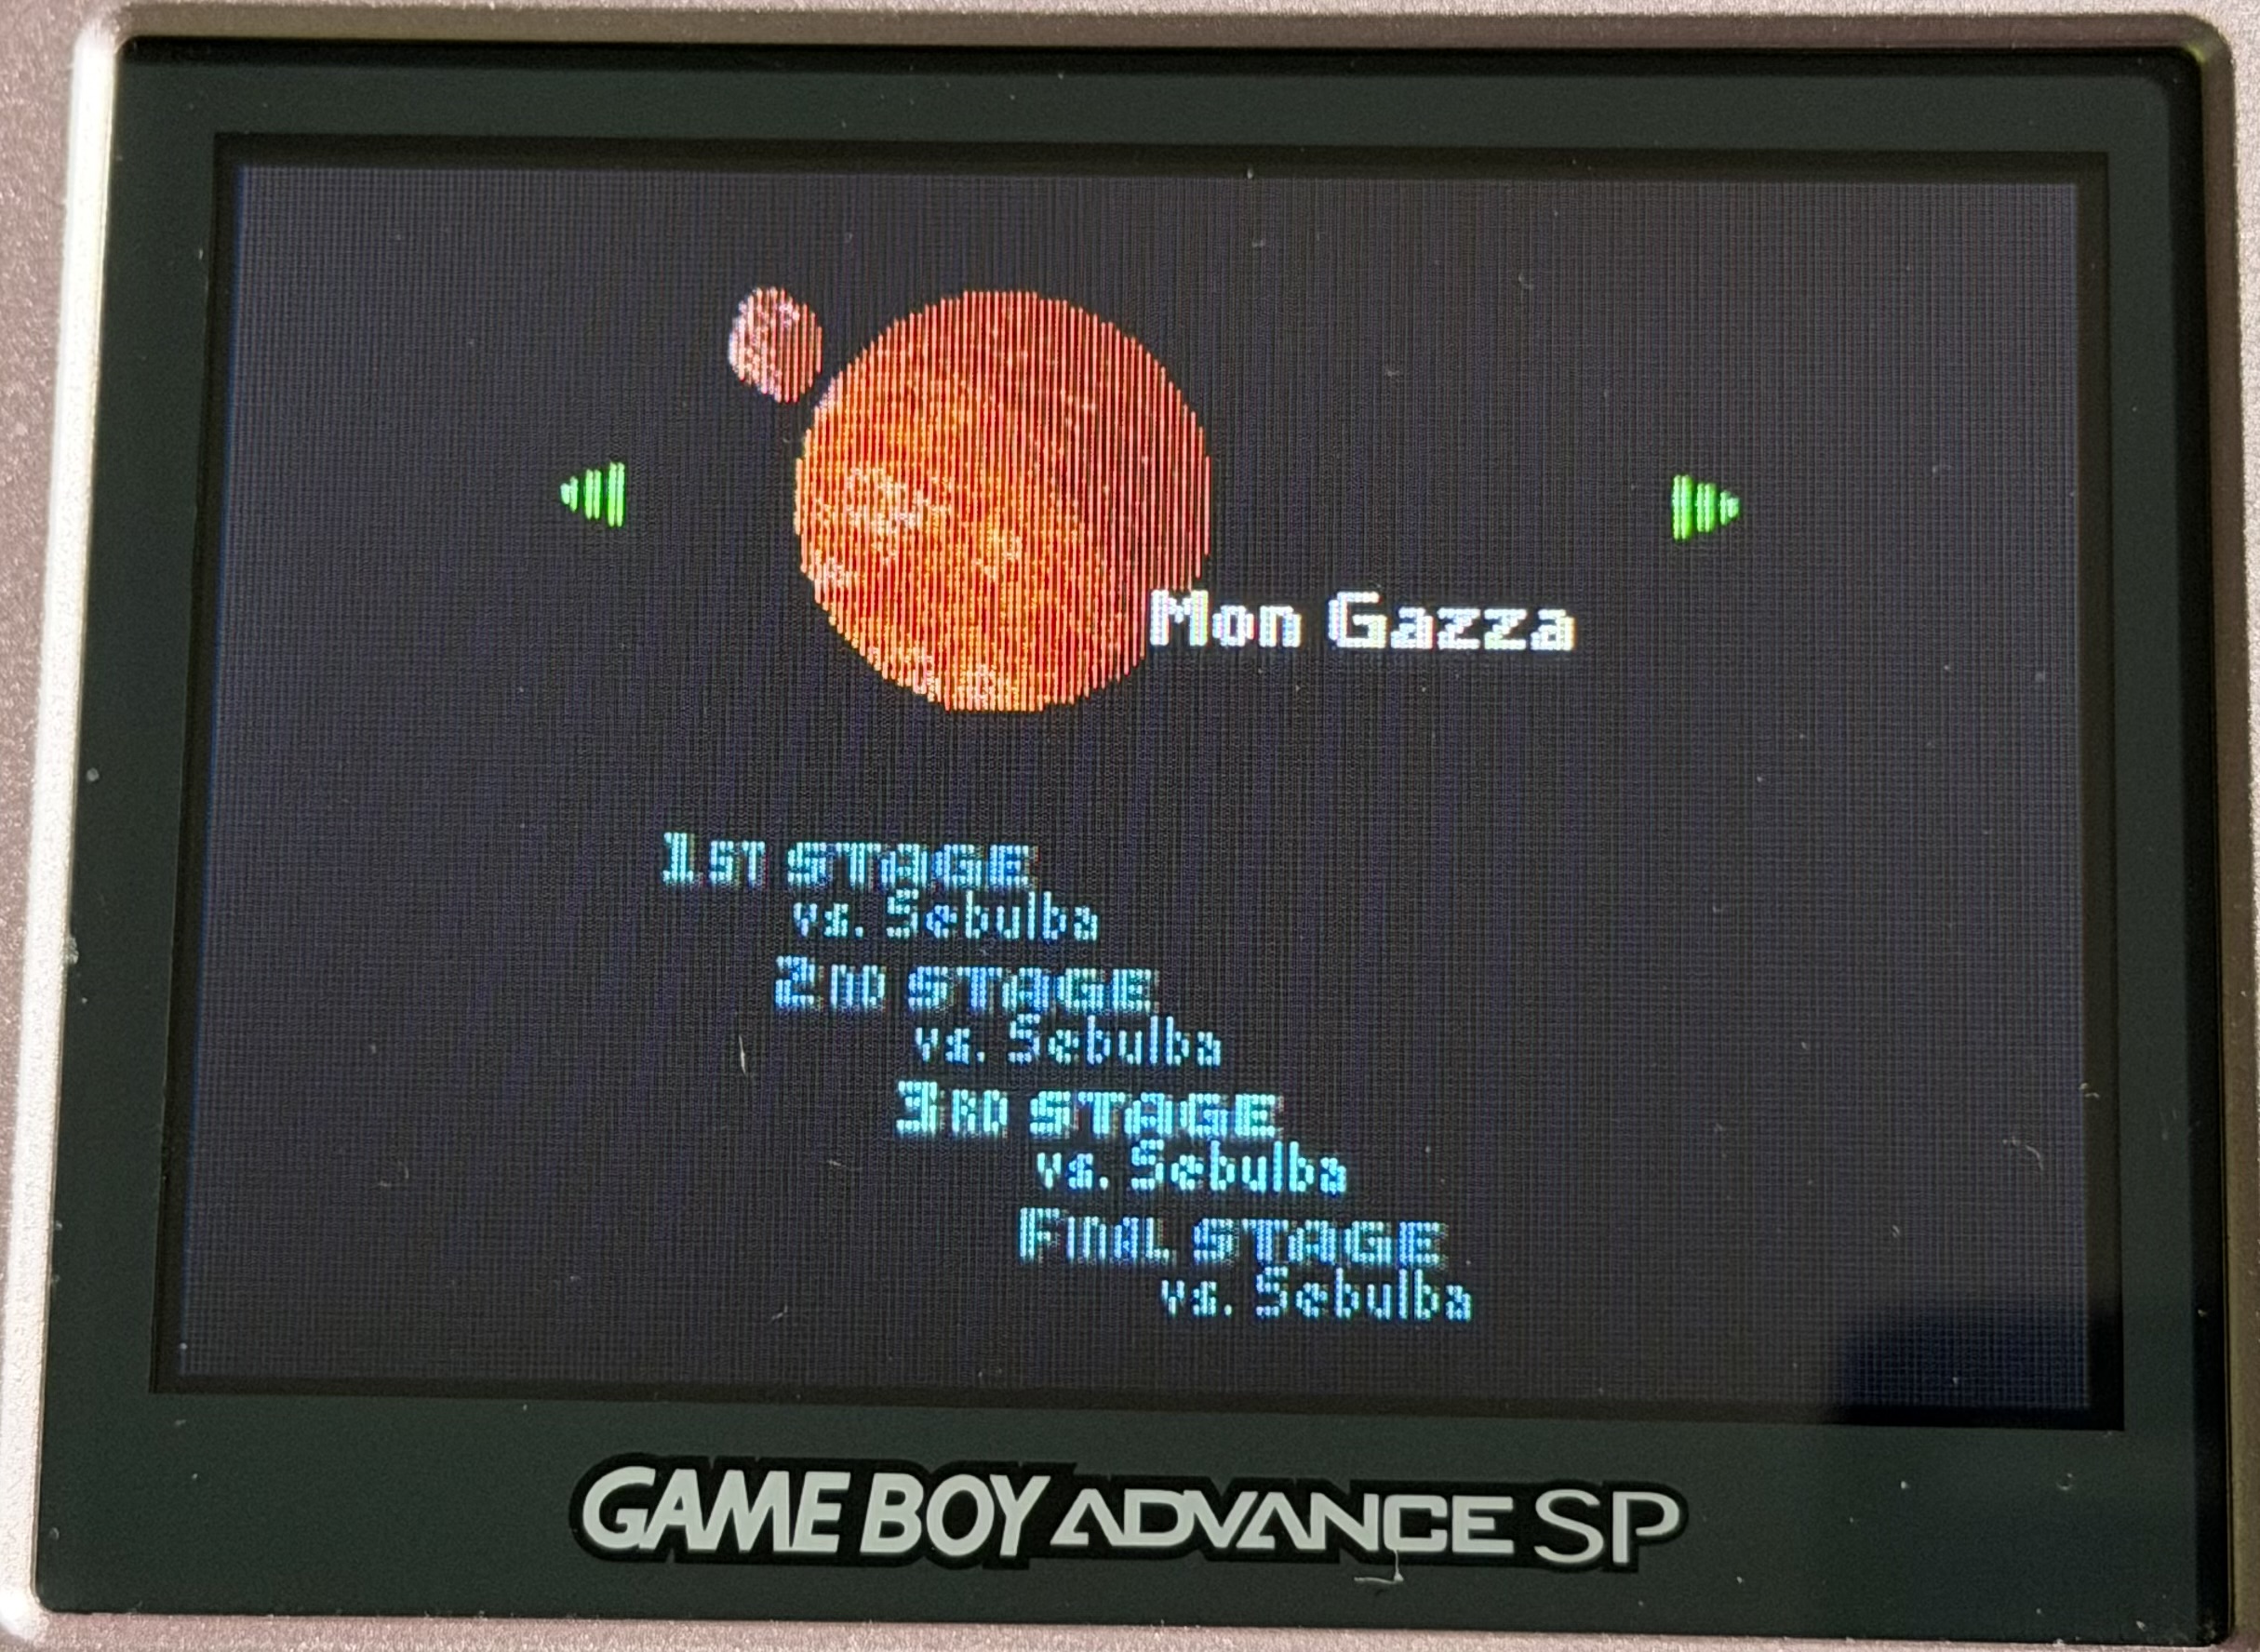 Mon Gazza
1ST STAGE
vs. Sebulba
2ND STAGE
vs. Sebulba
3RD STAGE
vs. Sebulba
FINAL STAGE
vs. Sebulba
GAME BOY ADVANCE SP